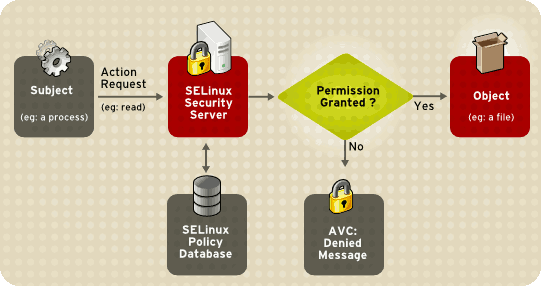 Subject
(eg: a process)
Action
Request
(eg: read)
SELinux
Security
Server
Permission
Granted ?
Yes
Object
(eg: a file)
No
SELinux
Policy
Database
AVC:
Denied
Message